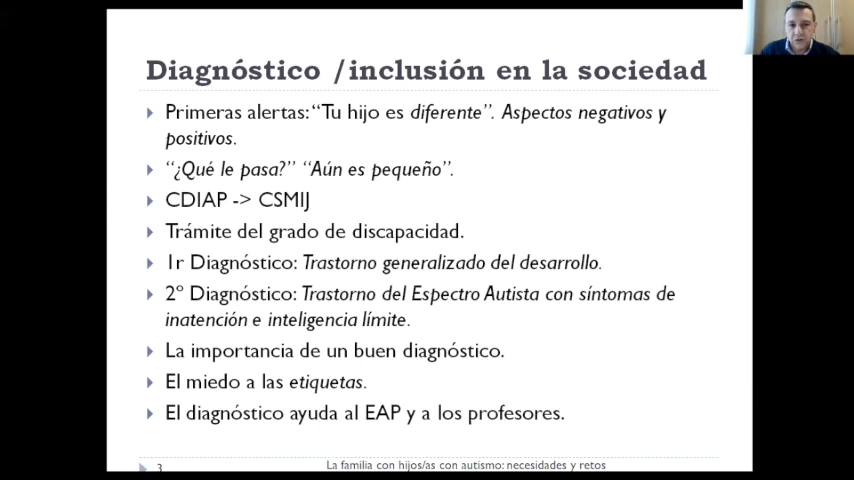 Diagnóstico /inclusión en la sociedad
Primeras alertas: “Tu hijo es diferente”. Aspectos negativos y
positivos.
“¿Qué le pasa?” “Aún es pequeño”.
CDIAP -> CSMIJ
Trámite del grado de discapacidad.
1r Diagnóstico: Trastorno generalizado del desarrollo.
2º Diagnóstico: Trastorno del Espectro Autista con síntomas de
inatención e inteligencia límite.
La importancia de un buen diagnóstico.
El miedo a las etiquetas.
El diagnóstico ayuda al EAP y a los profesores.
3 La familia con hijos/as con autismo: necesidades y retos